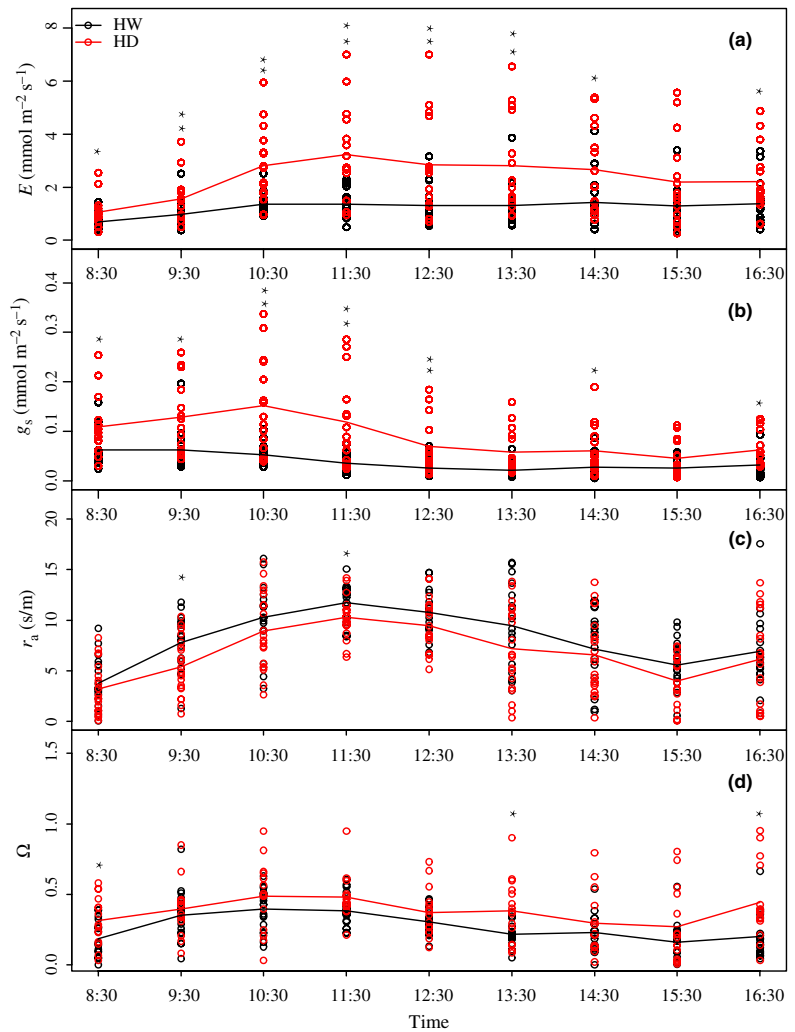 HW
HD
(a)
8
6
4
2
0
E (mmol m⁻² s⁻¹)
* * * * * * * * * * * * * *
8:30 9:30 10:30 11:30 12:30 13:30 14:30 15:30 16:30
(b)
0.4
0.3
0.2
0.1
0.0
gₛ (mmol m⁻² s⁻¹)
* * * * * * * * * *
8:30 9:30 10:30 11:30 12:30 13:30 14:30 15:30 16:30
(c)
20
15
10
5
0
rₐ (s/m)
* *
8:30 9:30 10:30 11:30 12:30 13:30 14:30 15:30 16:30
(d)
1.5
1.0
0.5
0.0
Ω
* * *
8:30 9:30 10:30 11:30 12:30 13:30 14:30 15:30 16:30
Time